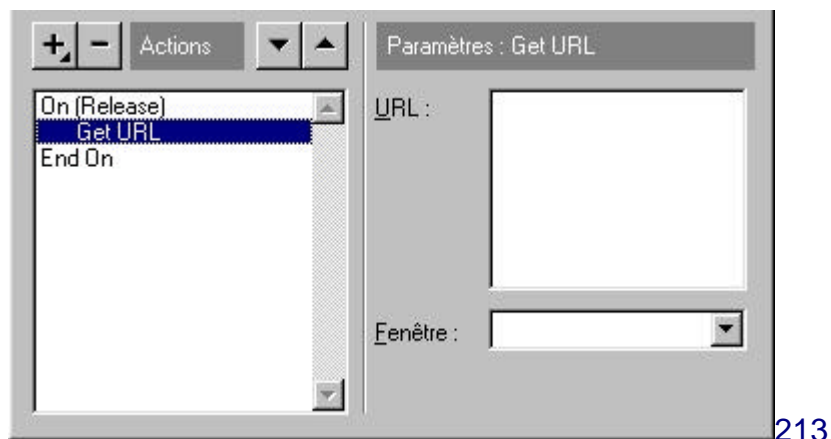 Actions
Paramètres : Get URL
On (Release)
Get URL
End On
URL :
Fenêtre :
213